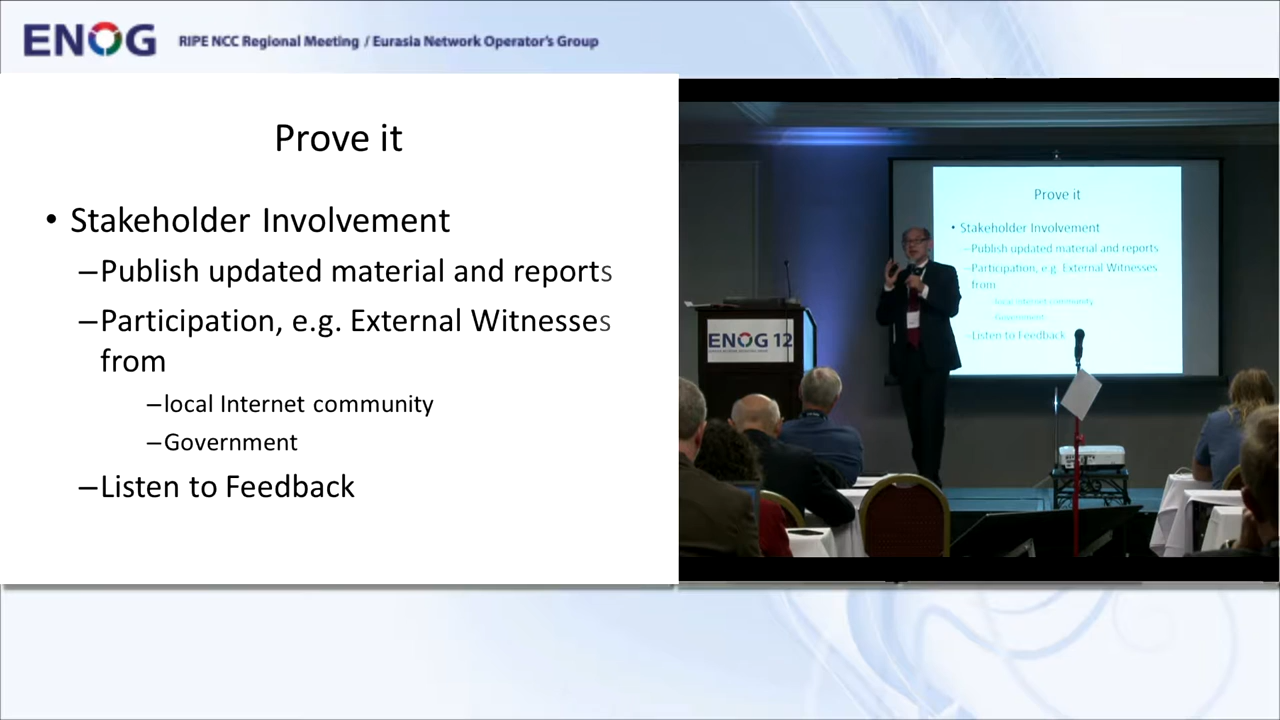 ENOG RIPE NCC Regional Meeting / Eurasia Network Operator's Group
Prove it
• Stakeholder Involvement
–Publish updated material and reports
–Participation, e.g. External Witnesses
from
–local Internet community
–Government
–Listen to Feedback
Prove it
• Stakeholder Involvement
–Publish updated material and reports
–Participation, e.g. External Witnesses
from
local Internet community
Government
–Listen to Feedback
ENOG 12